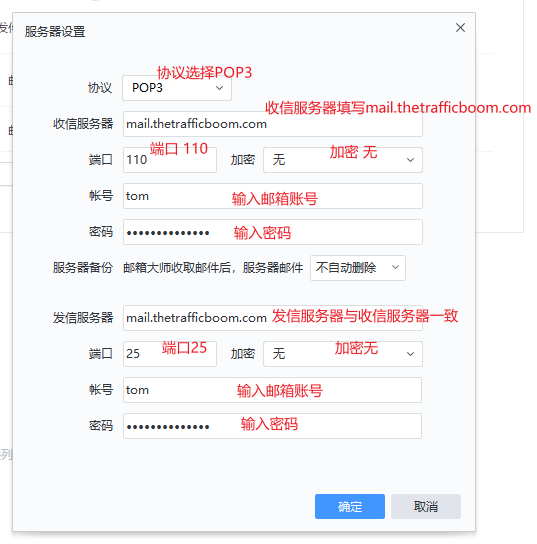 服务器设置
协议选择POP3
协议 POP3
收信服务器填写mail.thetrafficboom.com
收信服务器 mail.thetrafficboom.com
端口 110 加密 无
端口 110 加密 无
帐号 tom 输入邮箱账号
密码 •••••••••••••• 输入密码
服务器备份 邮箱大师收取邮件后，服务器邮件 不自动删除
发信服务器 mail.thetrafficboom.com 发信服务器与收信服务器一致
端口 25 端口25 加密 无 加密无
帐号 tom 输入邮箱账号
密码 •••••••••••••• 输入密码
确定 取消